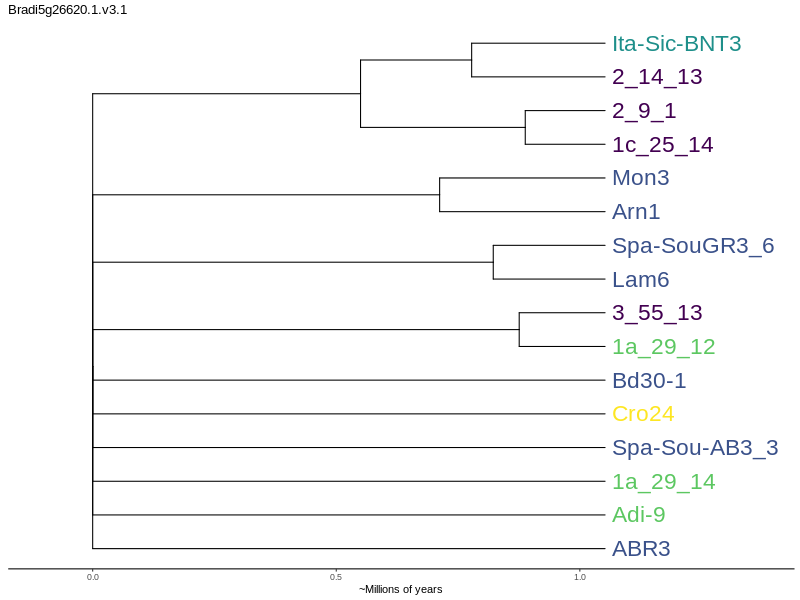 Bradi5g26620.1.v3.1
Ita-Sic-BNT3
2_14_13
2_9_1
1c_25_14
Mon3
Arn1
Spa-SouGR3_6
Lam6
3_55_13
1a_29_12
Bd30-1
Cro24
Spa-Sou-AB3_3
1a_29_14
Adi-9
ABR3
0.0 0.5 1.0
~Millions of years